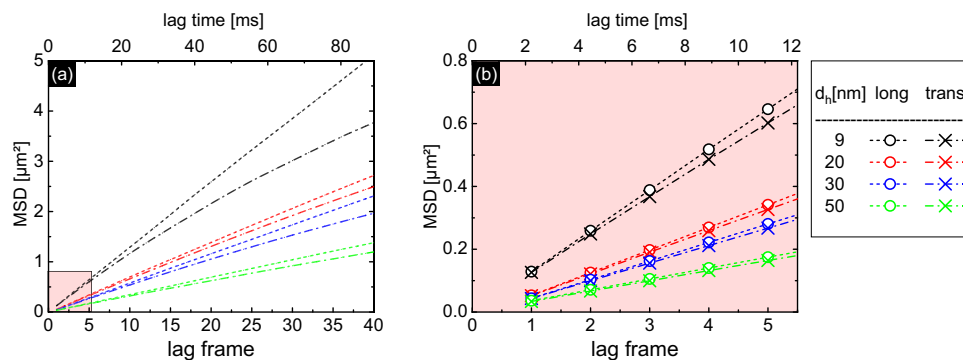 lag time [ms]
0 20 40 60 80
(a)
5
4
3
2
1
0
MSD [µm²]
0 5 10 15 20 25 30 35 40
lag frame
lag time [ms]
0 2 4 6 8 10 12
(b)
0.8
0.6
0.4
0.2
0.0
MSD [µm²]
0 1 2 3 4 5
lag frame
dh[nm] long trans
9
20
30
50